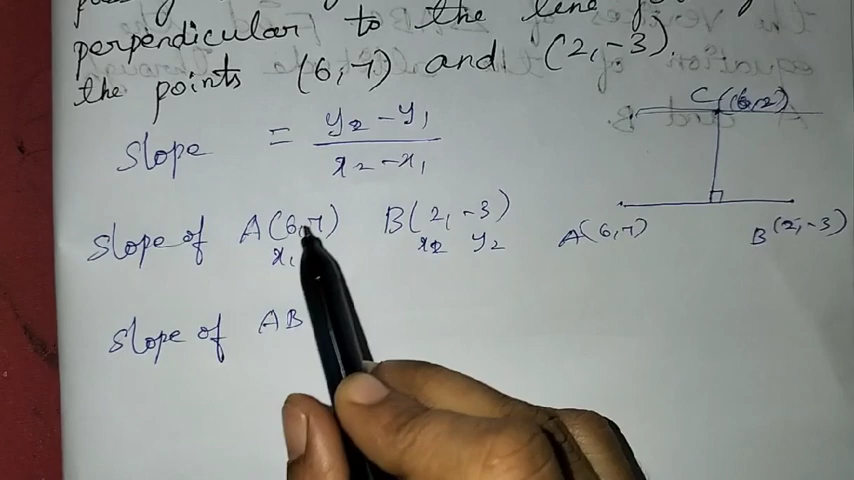 to the line
perpendicular
the points (6,7) and (2,-3).
C(6,2)
Slope = y2-y1
x2-x1
Slope of A(6,7) B(2,-3)
x1 x2 y2
A(6,7) B(2,-3)
Slope of AB